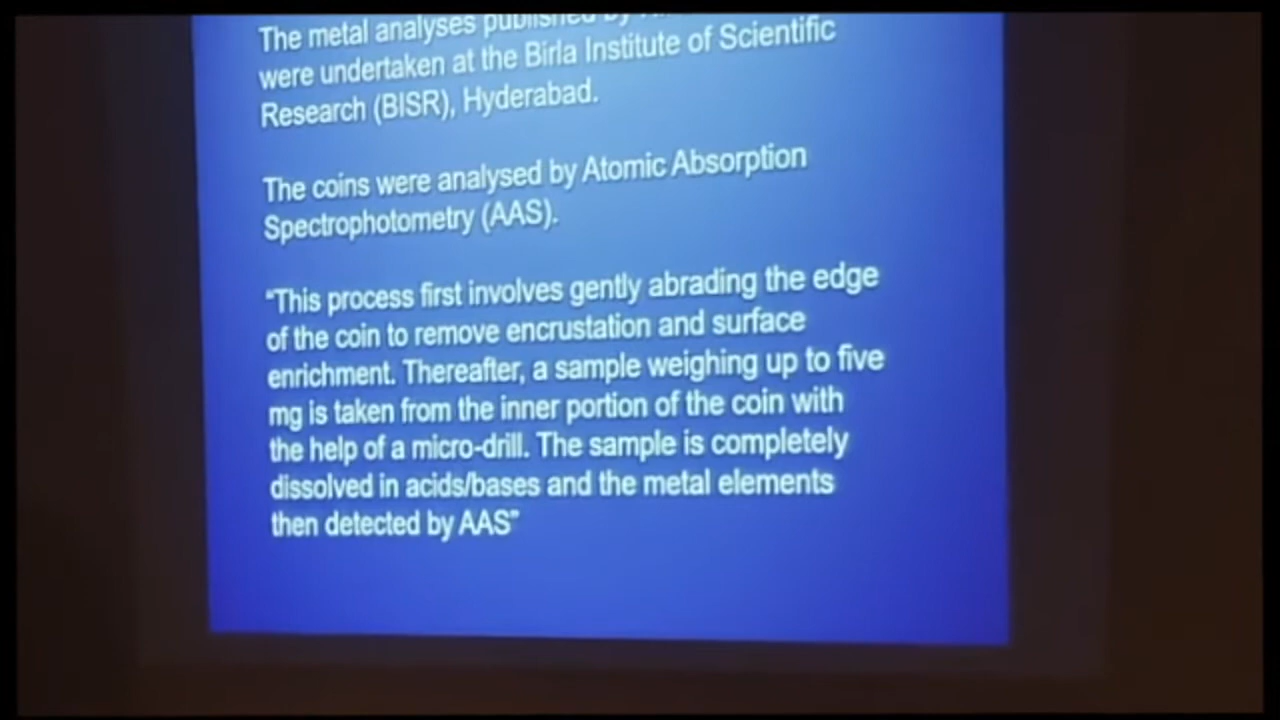 The metal analyses published by
were undertaken at the Birla Institute of Scientific
Research (BISR), Hyderabad.
The coins were analysed by Atomic Absorption
Spectrophotometry (AAS).
“This process first involves gently abrading the edge
of the coin to remove encrustation and surface
enrichment. Thereafter, a sample weighing up to five
mg is taken from the inner portion of the coin with
the help of a micro-drill. The sample is completely
dissolved in acids/bases and the metal elements
then detected by AAS”